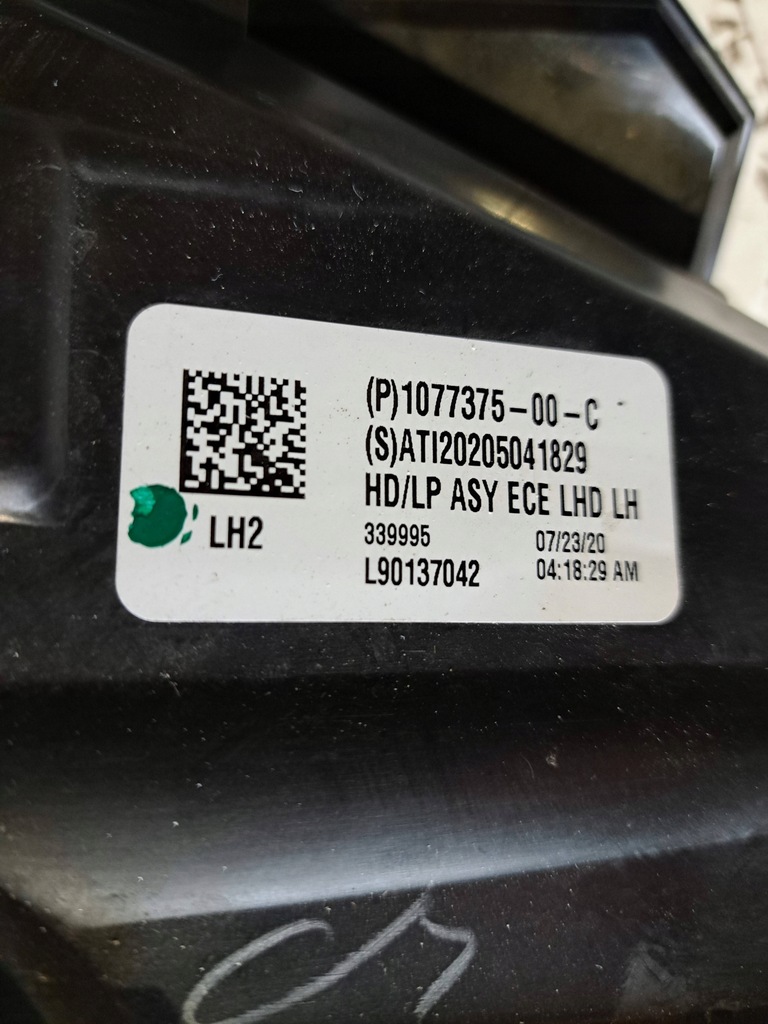 (P)1077375-00-C
(S)ATI20205041829
HD/LP ASY ECE LHD LH
LH2
339995 07/23/20
L90137042 04:18:29 AM